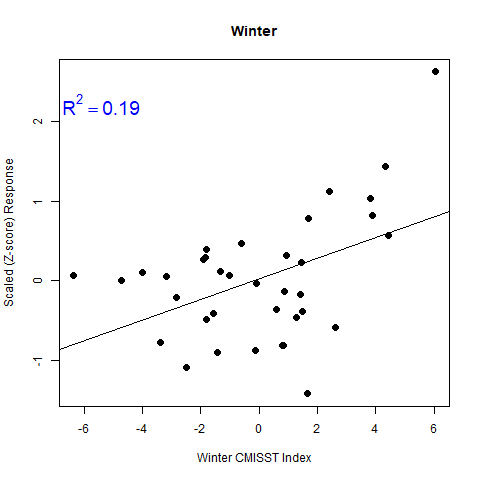 Winter
R² = 0.19
Scaled (Z-score) Response
2
1
0
-1
-6 -4 -2 0 2 4 6
Winter CMISST Index